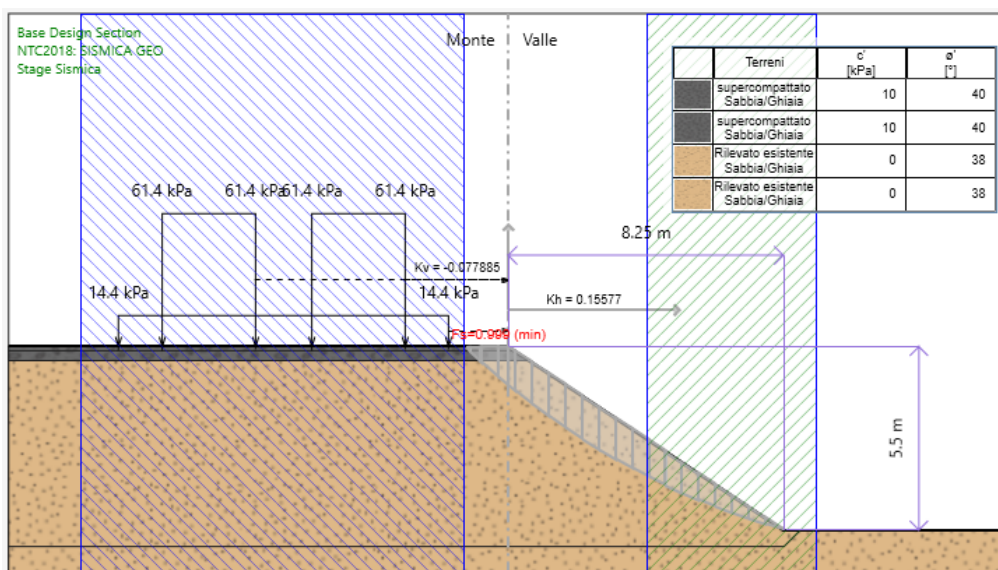 Base Design Section
NTC2018: SISMICA GEO
Stage Sismica
Monte
Valle
Terreni
c'
[kPa]
ø'
[°]
supercompattato
Sabbia/Ghiaia
10
40
supercompattato
Sabbia/Ghiaia
10
40
Rilevato esistente
Sabbia/Ghiaia
0
38
Rilevato esistente
Sabbia/Ghiaia
0
38
61.4 kPa
61.4 kPa
61.4 kPa
61.4 kPa
8.25 m
Kv = -0.077885
14.4 kPa
14.4 kPa
Kh = 0.15577
Fs=0.999 (min)
5.5 m